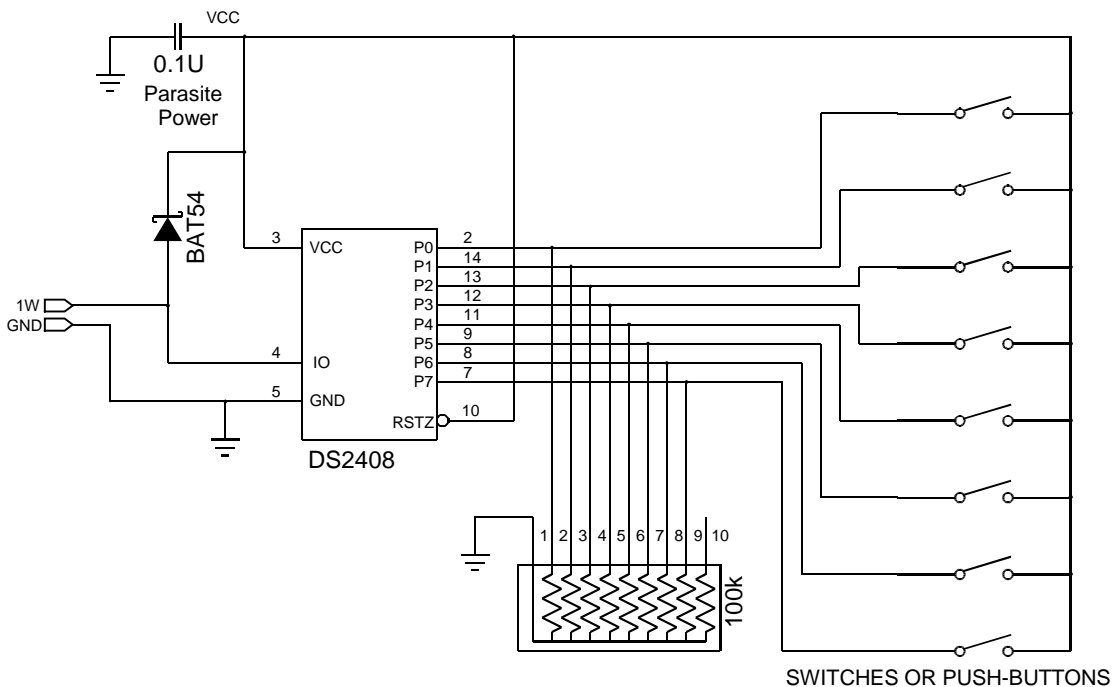 VCC
0.1U
Parasite
Power
BAT54
1W
GND
3
VCC
4
IO
5
GND
P0
2
P1
14
P2
13
P3
12
P4
11
P5
9
P6
8
P7
7
RSTZ
10
DS2408
1 2 3 4 5 6 7 8 9 10
100k
SWITCHES OR PUSH-BUTTONS